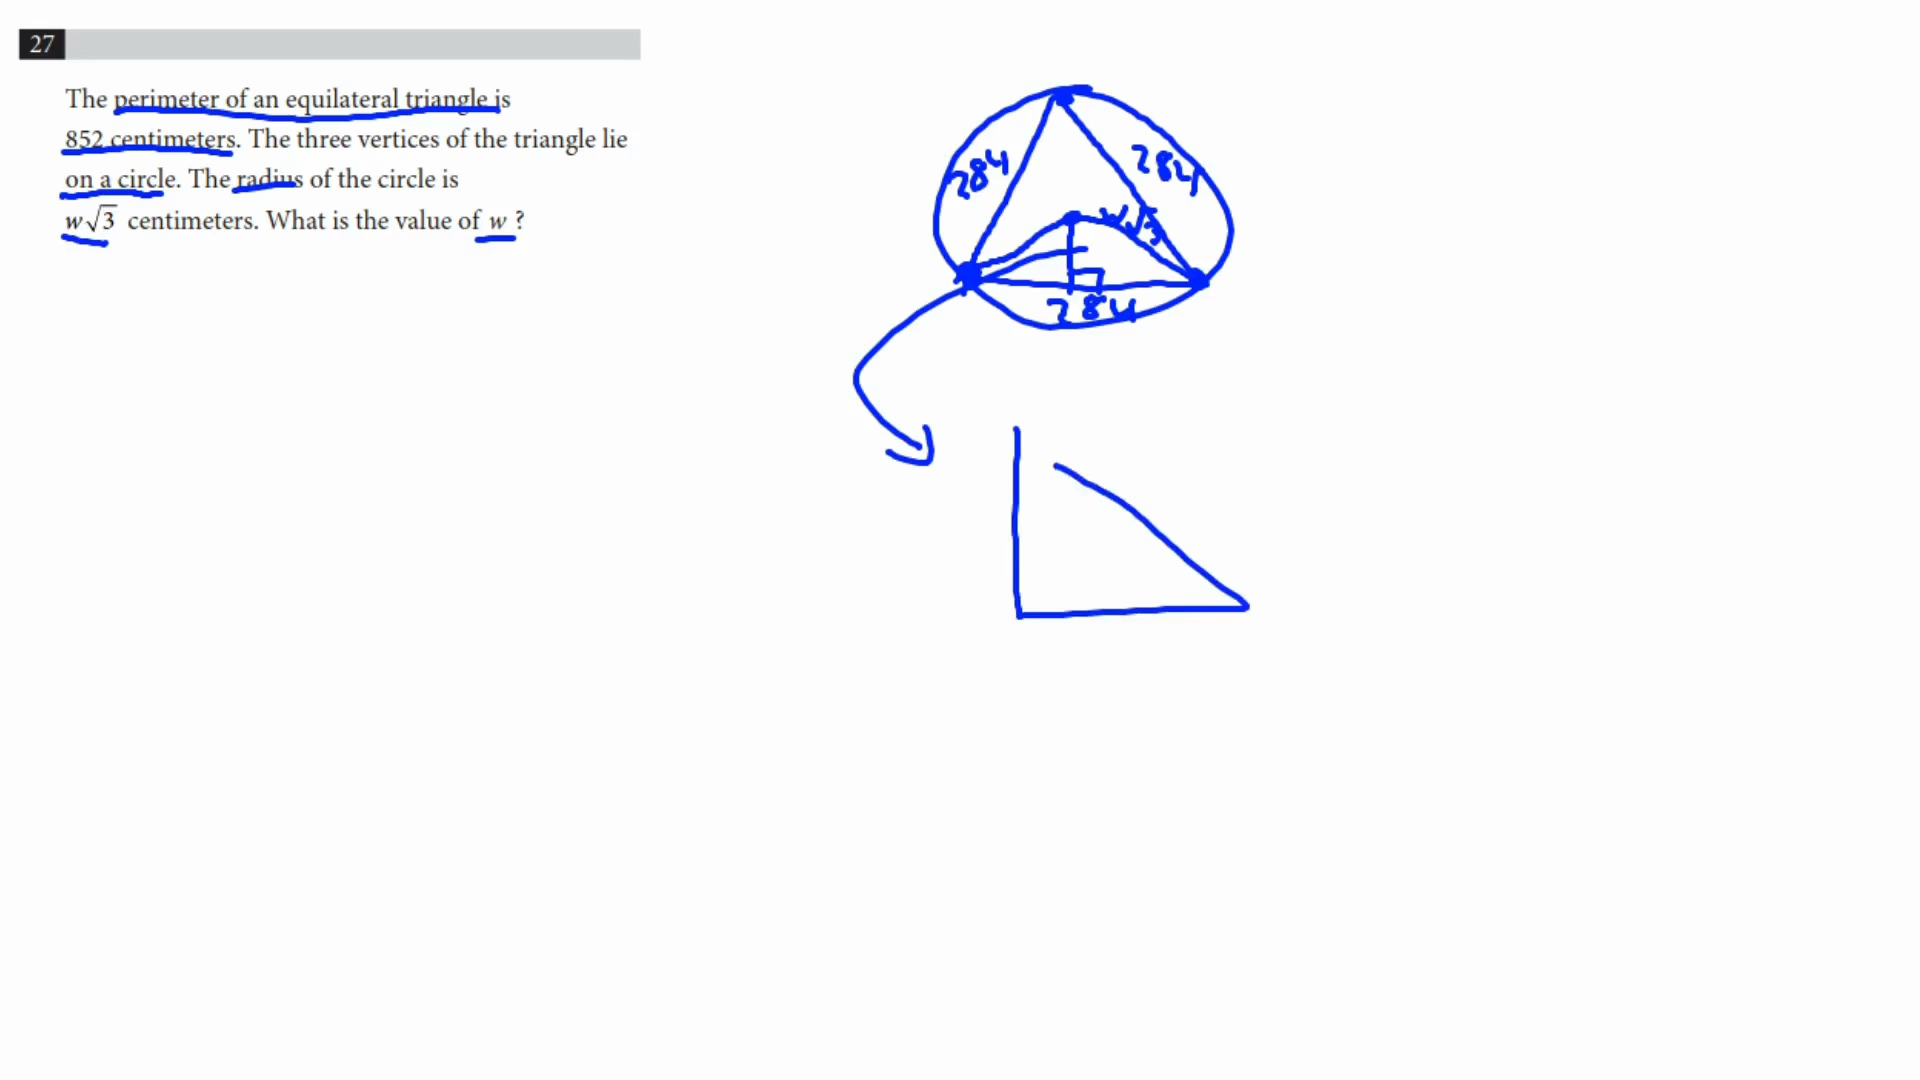 27
The perimeter of an equilateral triangle is
852 centimeters. The three vertices of the triangle lie
on a circle. The radius of the circle is
w√3 centimeters. What is the value of w ?
284
284
w√3
284